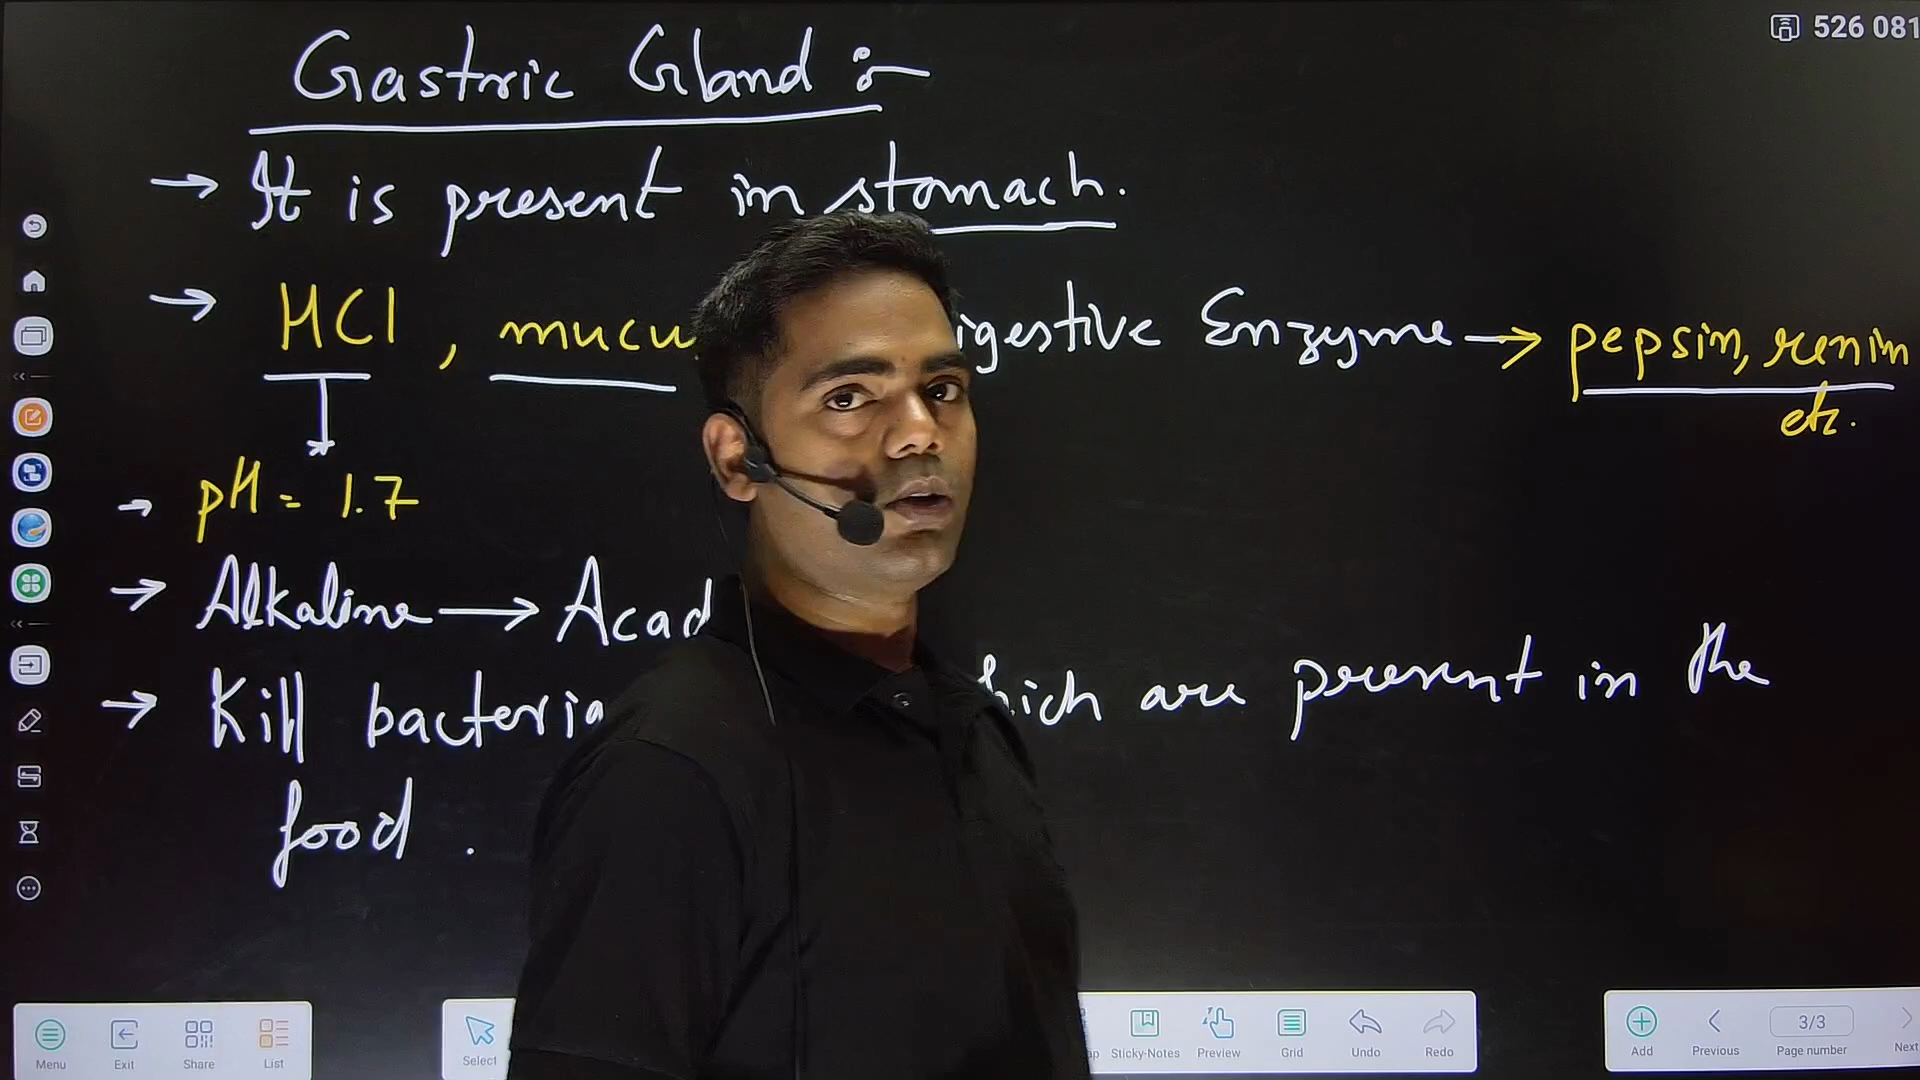 526 081
Gastric Gland :-
→ It is present in stomach.
→ HCl, mucu igestive Enzyme → pepsin, renin
etc.
→ pH = 1.7
→ Alkaline → Acad
→ Kill bacteria hich are present in the
food.
Menu Exit Share List Select ap Sticky-Notes Preview Grid Undo Redo Add Previous 3/3 Page number Next